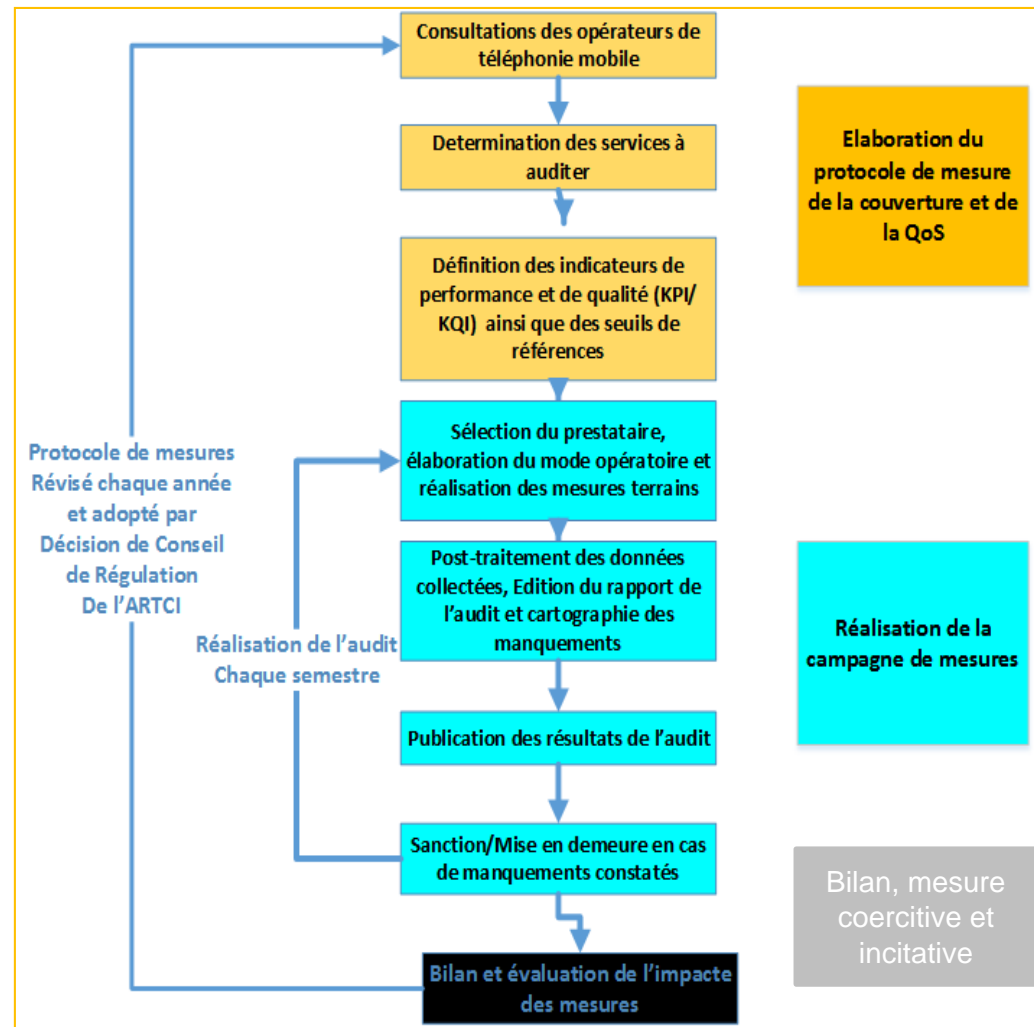 Consultations des opérateurs de
téléphonie mobile
Determination des services à
auditer
Elaboration du
protocole de mesure
de la couverture et de
la QoS
Définition des indicateurs de
performance et de qualité (KPI/
KQI) ainsi que des seuils de
références
Protocole de mesures
Révisé chaque année
et adopté par
Décision de Conseil
de Régulation
De l'ARTCI
Sélection du prestataire,
élaboration du mode opératoire et
réalisation des mesures terrains
Réalisation de l'audit
Chaque semestre
Post-traitement des données
collectées, Edition du rapport de
l'audit et cartographie des
manquements
Réalisation de la
campagne de mesures
Publication des résultats de l'audit
Sanction/Mise en demeure en cas
de manquements constatés
Bilan, mesure
coercitive et
incitative
Bilan et évaluation de l'impacte
des mesures